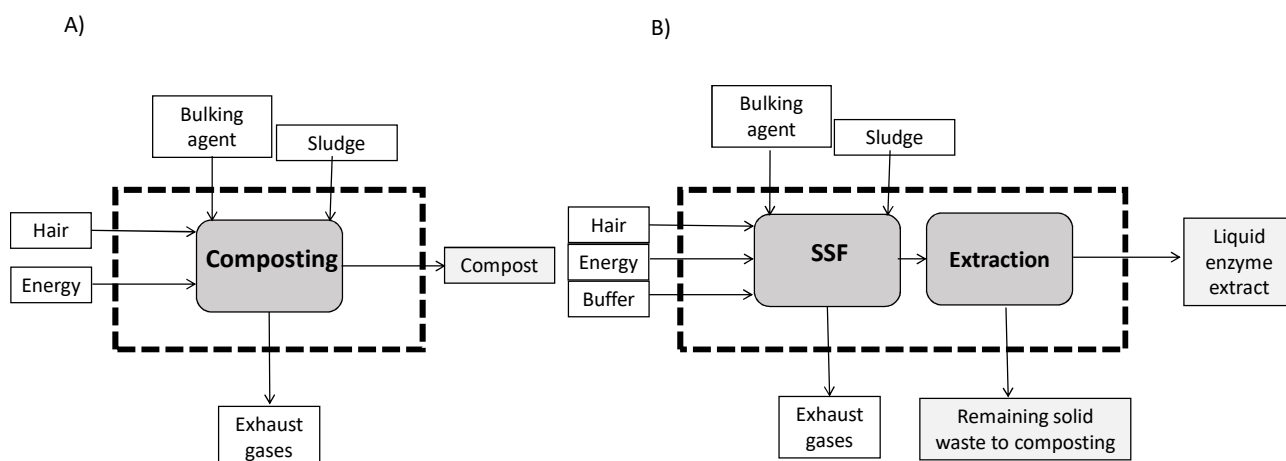 A)
Bulking
agent
Sludge
Hair
Composting
Energy
Compost
Exhaust
gases
B)
Bulking
agent
Sludge
Hair
Energy
Buffer
SSF
Extraction
Liquid
enzyme
extract
Exhaust
gases
Remaining solid
waste to composting